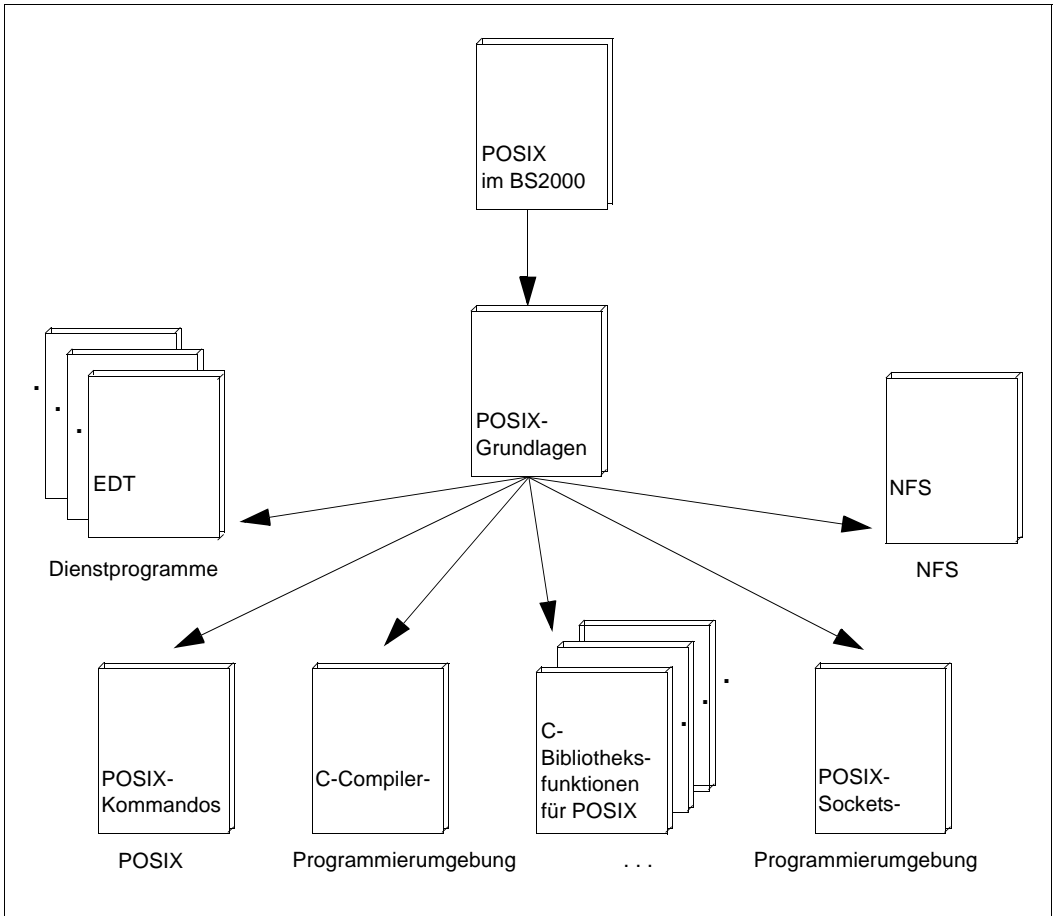 POSIX
im BS2000
POSIX-
Grundlagen
EDT
NFS
Dienstprogramme
NFS
POSIX-
Kommandos
C-Compiler-
C-
Bibliotheks-
funktionen
für POSIX
POSIX-
Sockets-
POSIX
Programmierumgebung
. . .
Programmierumgebung